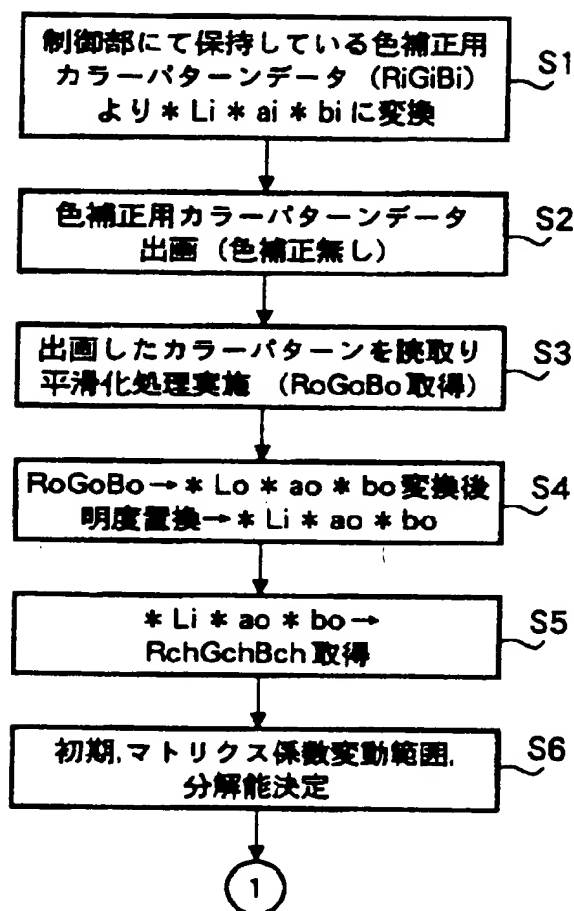 制御部にて保持している色補正用
カラーパターンデータ（RiGiBi）
より＊Li＊ai＊biに変換
S1
色補正用カラーパターンデータ
出画（色補正無し）
S2
出画したカラーパターンを読取り
平滑化処理実施（RoGoBo取得）
S3
RoGoBo→＊Lo＊ao＊bo変換後
明度置換→＊Li＊ao＊bo
S4
＊Li＊ao＊bo→
RchGchBch取得
S5
初期,マトリクス係数変動範囲,
分解能決定
S6
1